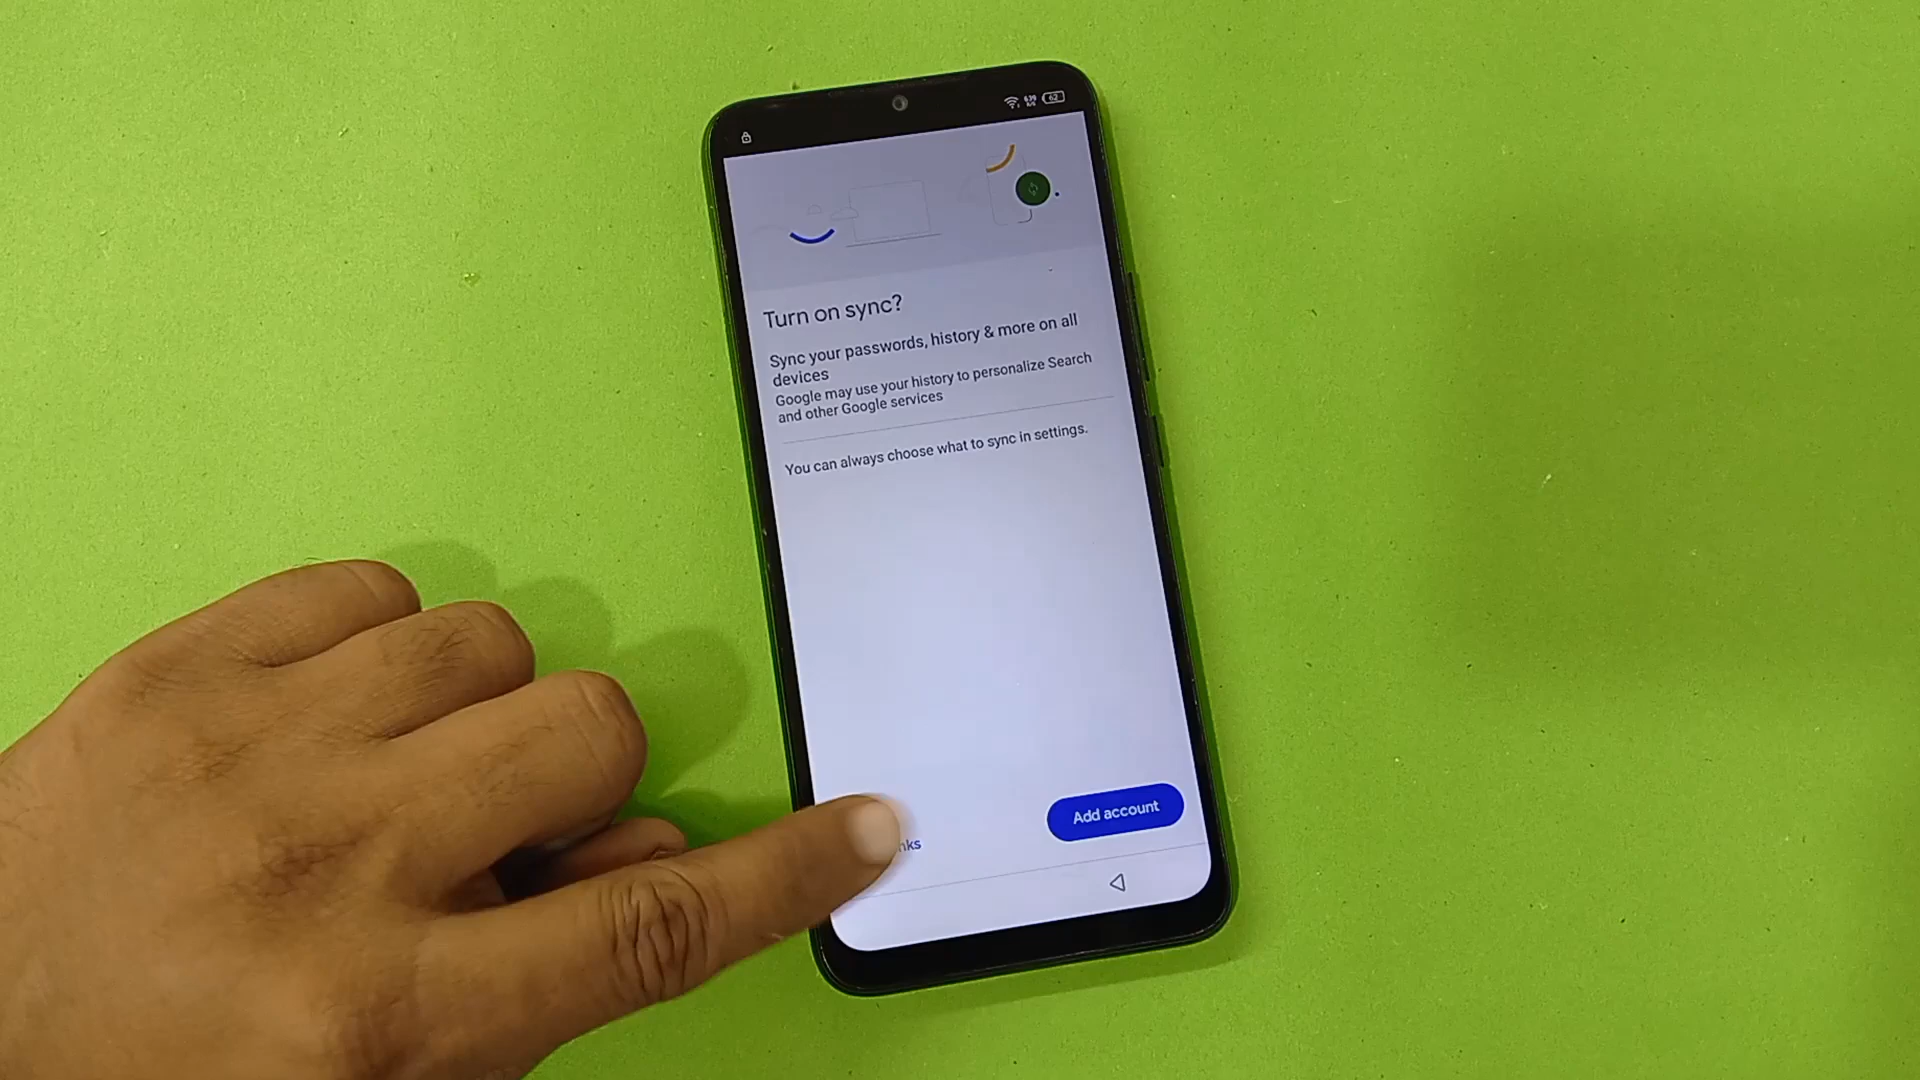 62
Turn on sync?
Sync your passwords, history & more on all
devices
Google may use your history to personalize Search
and other Google services
You can always choose what to sync in settings.
Add account